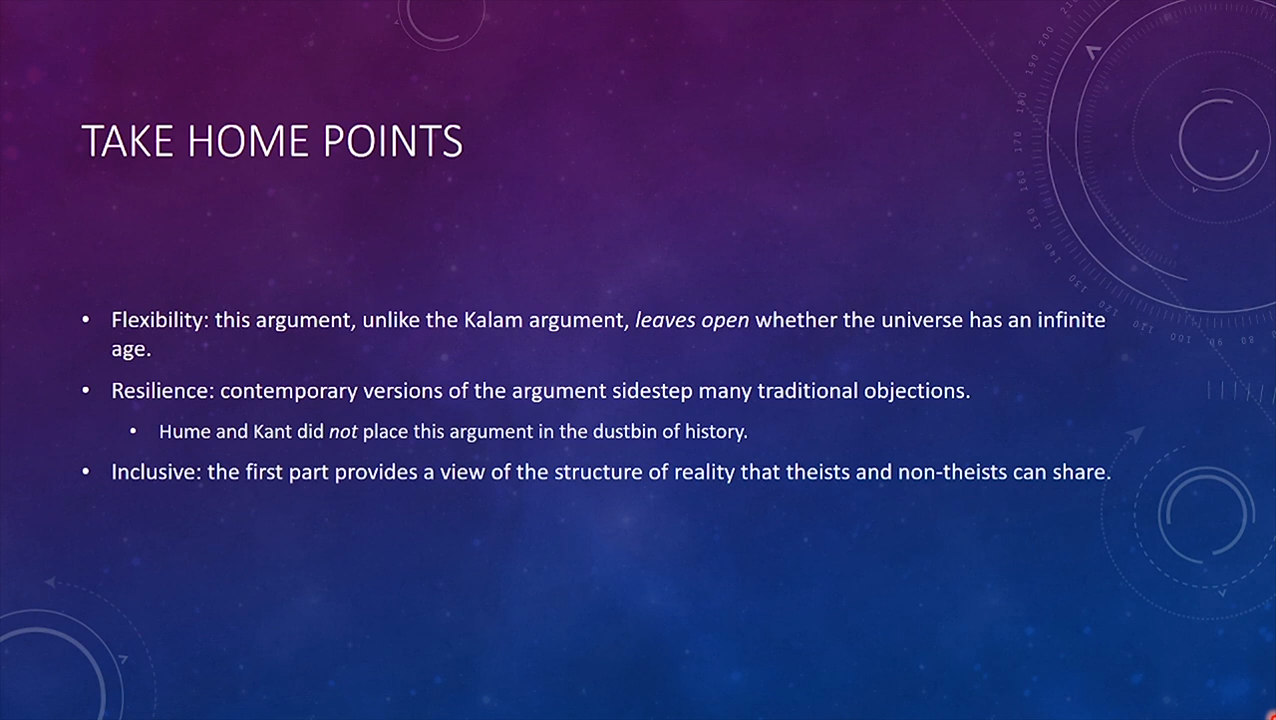 TAKE HOME POINTS
• Flexibility: this argument, unlike the Kalam argument, leaves open whether the universe has an infinite
age.
• Resilience: contemporary versions of the argument sidestep many traditional objections.
• Hume and Kant did not place this argument in the dustbin of history.
• Inclusive: the first part provides a view of the structure of reality that theists and non-theists can share.